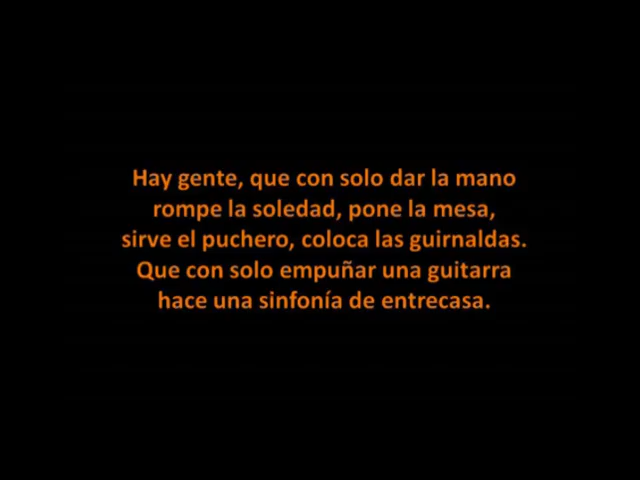 Hay gente, que con solo dar la mano
rompe la soledad, pone la mesa,
sirve el puchero, coloca las guirnaldas.
Que con solo empuñar una guitarra
hace una sinfonía de entrecasa.